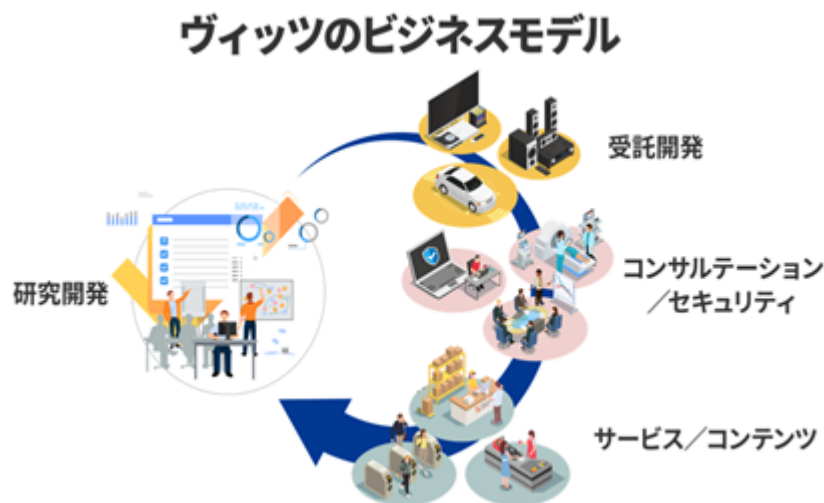 ヴィッツのビジネスモデル
受託開発
研究開発
コンサルテーション
／セキュリティ
サービス／コンテンツ